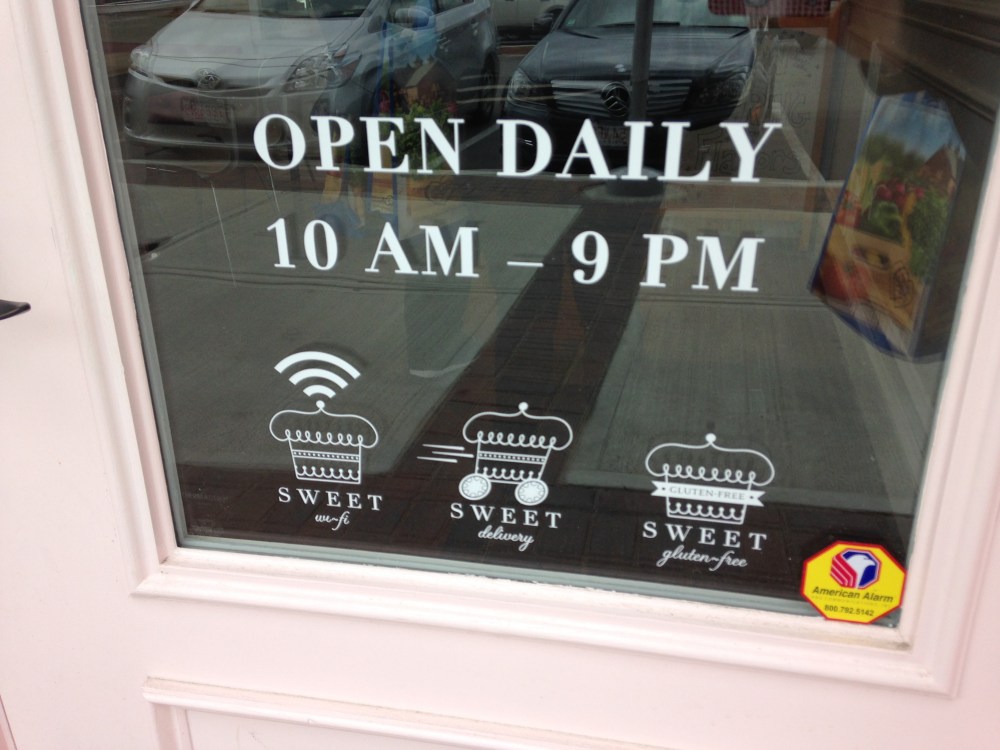 OPEN DAILY
10 AM – 9 PM
SWEET
wi~fi
SWEET
delivery
GLUTEN-FREE
SWEET
gluten~free
American Alarm
800.792.5142